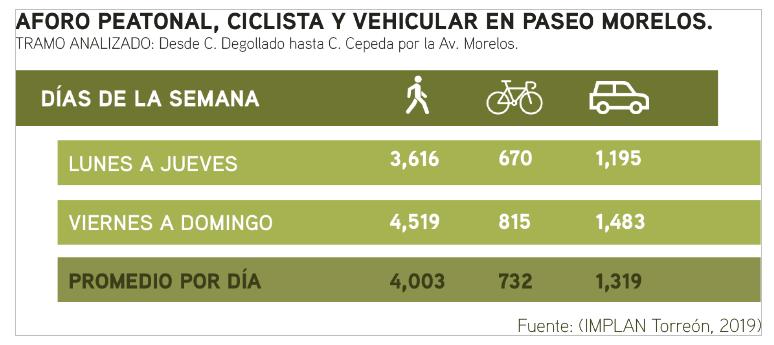 AFORO PEATONAL, CICLISTA Y VEHICULAR EN PASEO MORELOS.
TRAMO ANALIZADO: Desde C. Degollado hasta C. Cepeda por la Av. Morelos.
DÍAS DE LA SEMANA
LUNES A JUEVES 3,616 670 1,195
VIERNES A DOMINGO 4,519 815 1,483
PROMEDIO POR DÍA 4,003 732 1,319
Fuente: (IMPLAN Torreón, 2019)